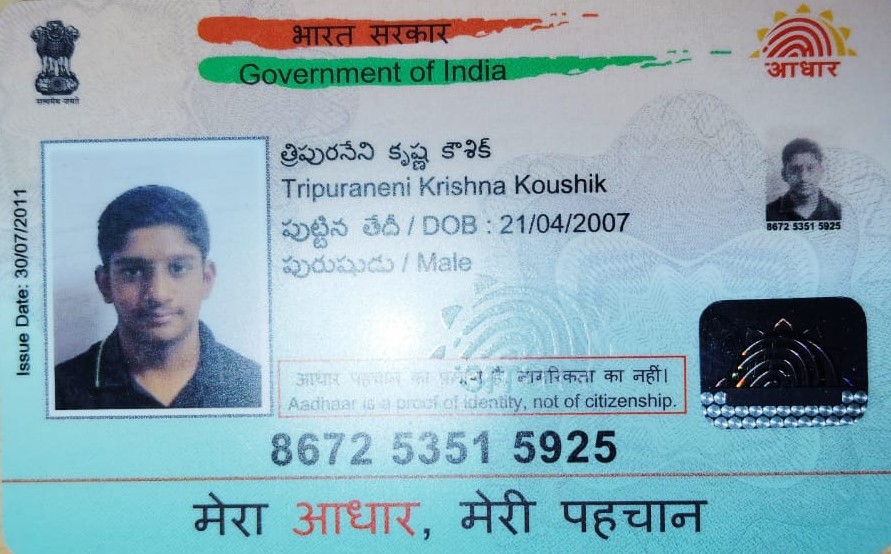 भारत सरकार
Government of India
आधार
सत्यमेव जयते
Issue Date: 30/07/2011
త్రిపురనేని కృష్ణ కౌశిక్
Tripuraneni Krishna Koushik
పుట్టిన తేదీ / DOB : 21/04/2007
పురుషుడు / Male
8672 5351 5925
आधार पहचान का प्रमाण है, नागरिकता का नहीं।
Aadhaar is a proof of identity, not of citizenship.
8672 5351 5925
मेरा आधार, मेरी पहचान